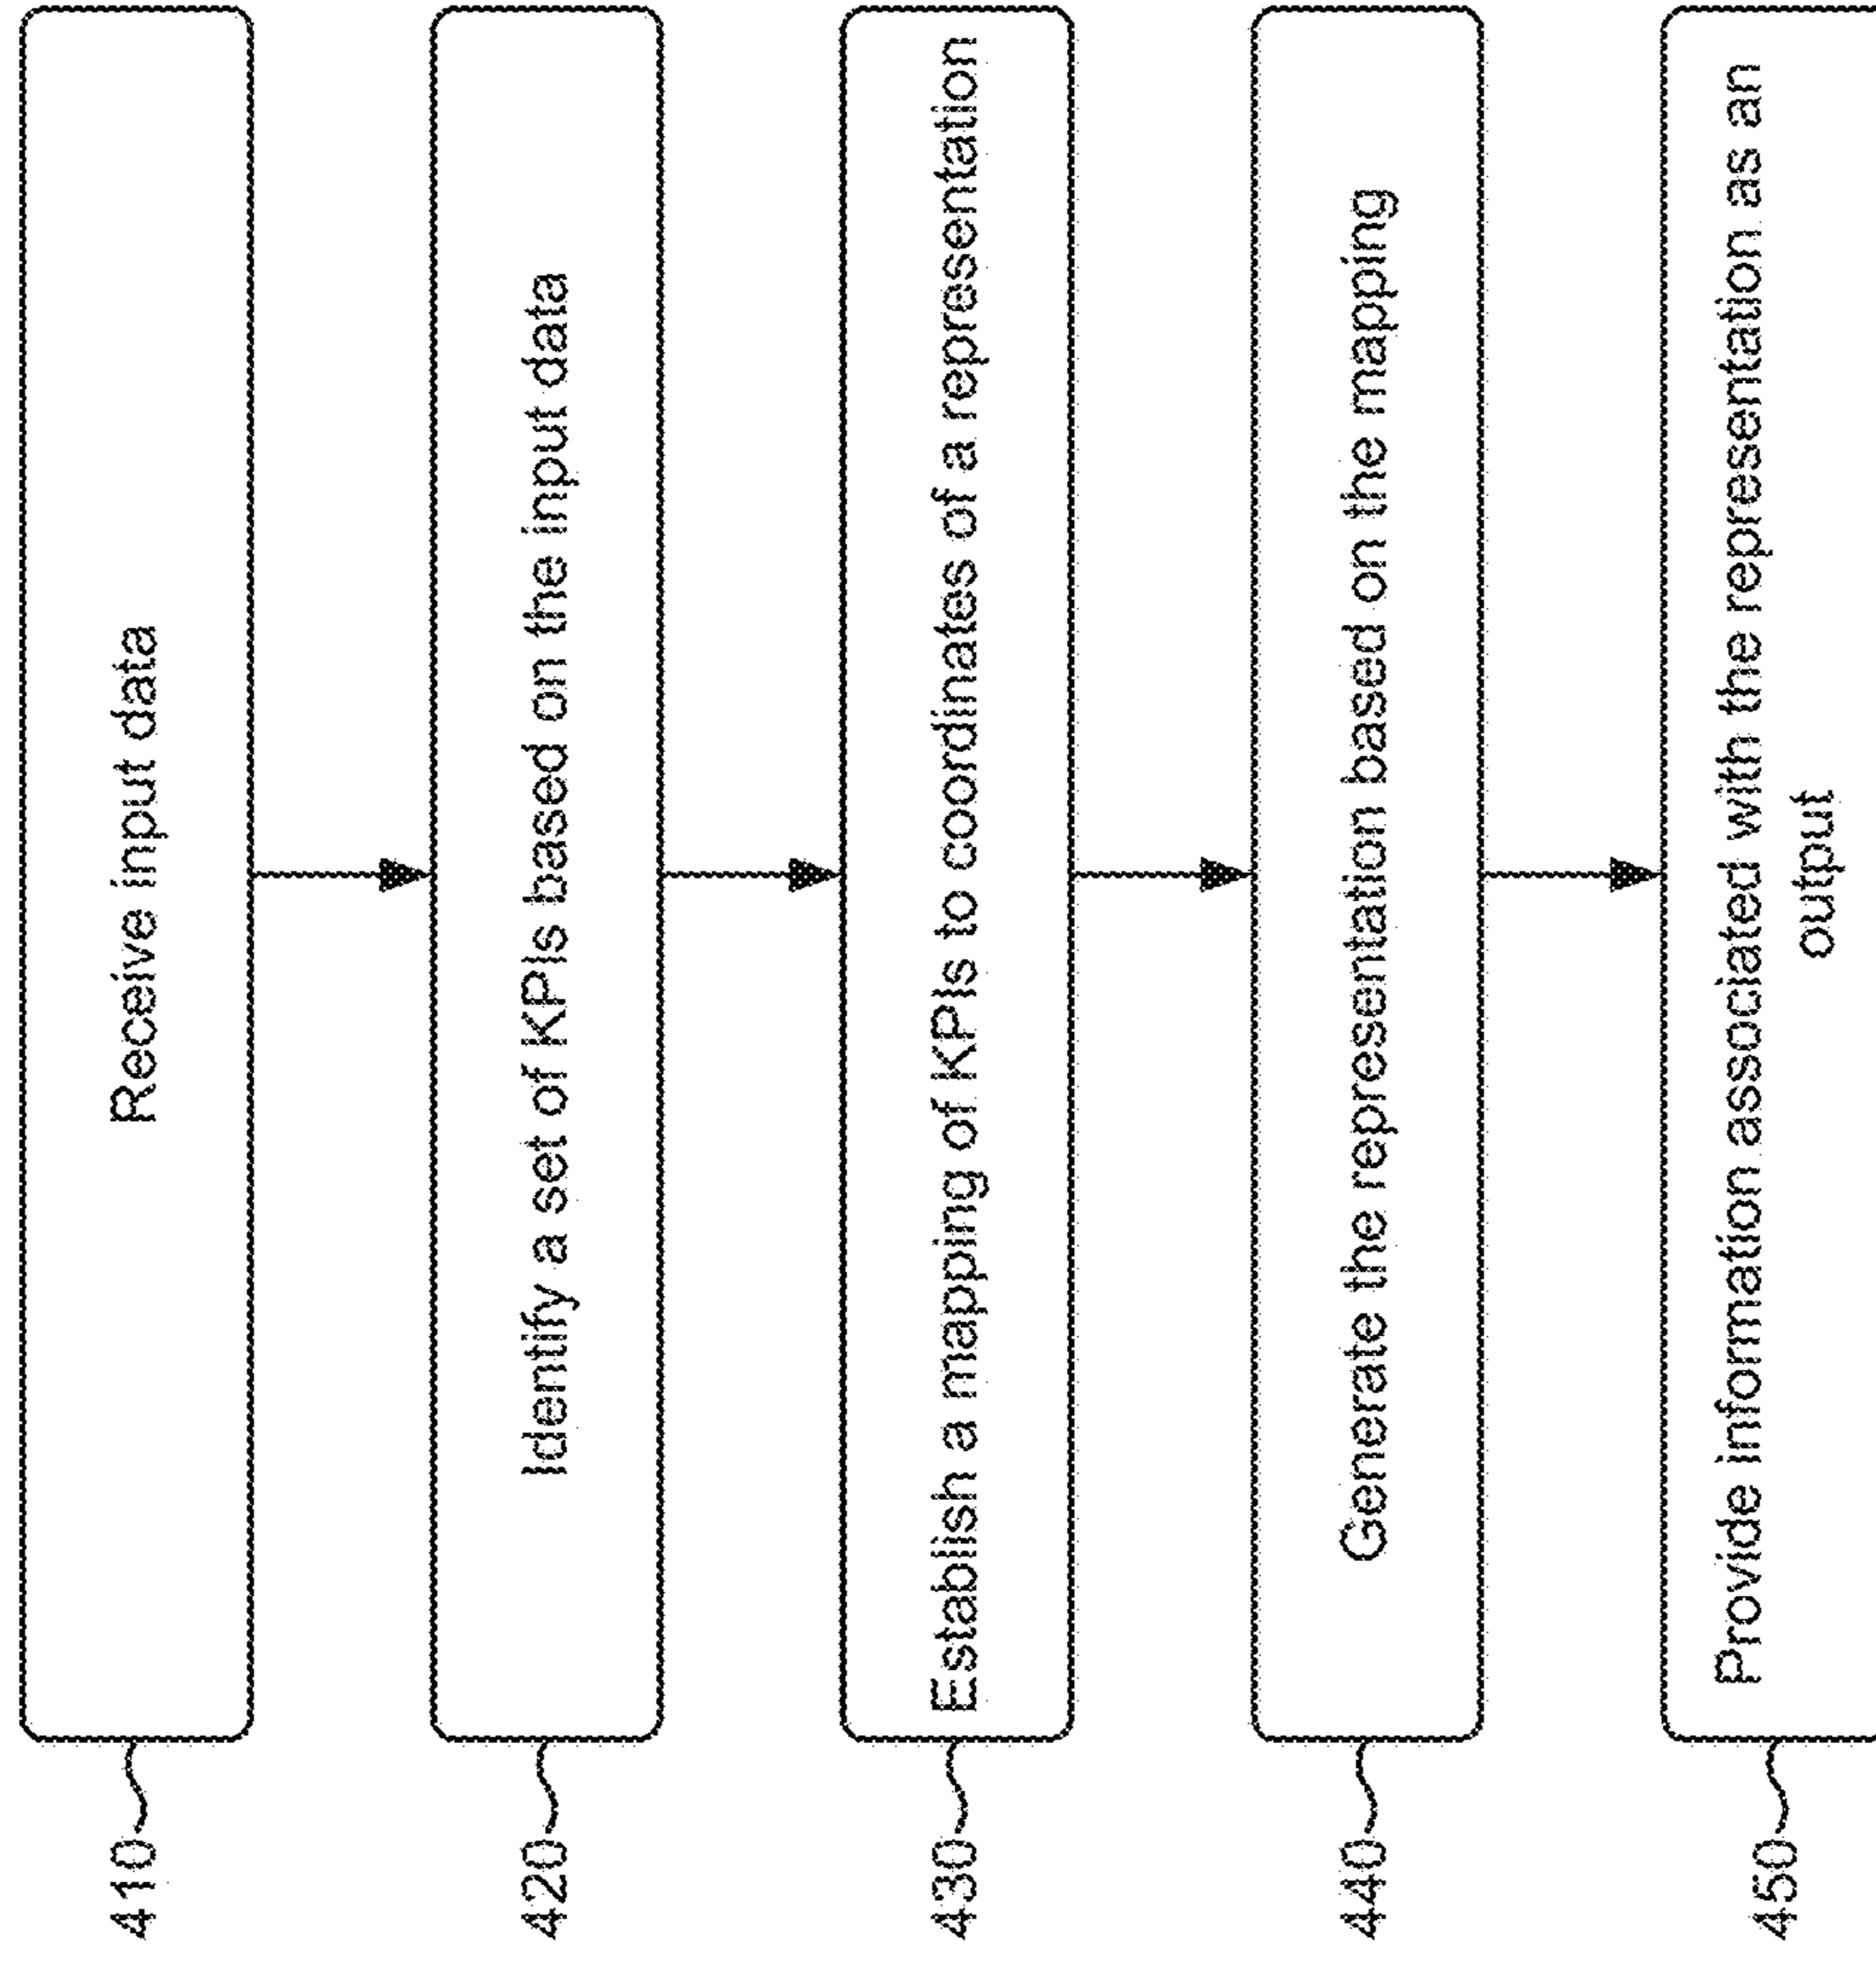 410
Receive input data
420
Identify a set of KPIs based on the input data
430
Establish a mapping of KPIs to coordinates of a representation
440
Generate the representation based on the mapping
450
Provide information associated with the representation as an
output